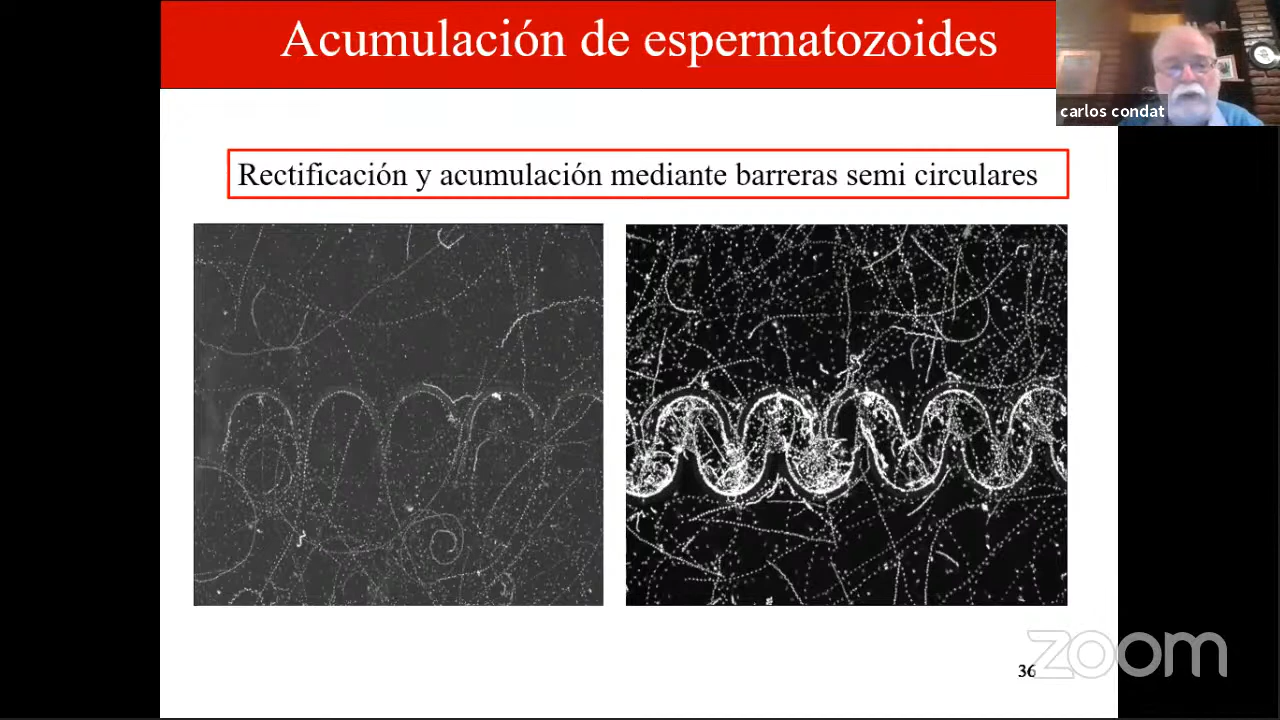 Acumulación de espermatozoides
carlos condat
Rectificación y acumulación mediante barreras semi circulares
36
zoom